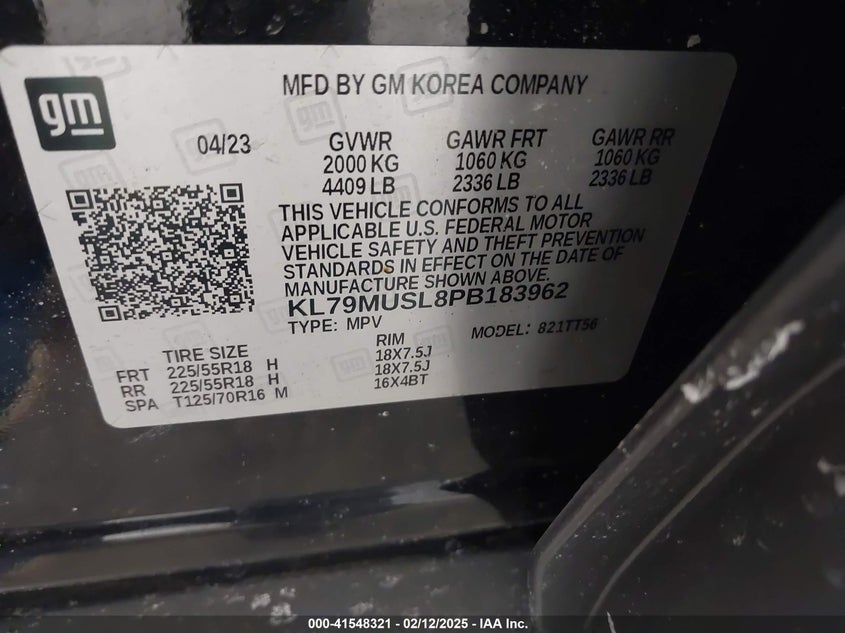 gm
MFD BY GM KOREA COMPANY
04/23
GVWR GAWR FRT GAWR RR
2000 KG 1060 KG 1060 KG
4409 LB 2336 LB 2336 LB
THIS VEHICLE CONFORMS TO ALL
APPLICABLE U.S. FEDERAL MOTOR
VEHICLE SAFETY AND THEFT PREVENTION
STANDARDS IN EFFECT ON THE DATE OF
MANUFACTURE SHOWN ABOVE.
KL79MUSL8PB183962
TYPE: MPV MODEL: 821TT56
TIRE SIZE RIM
FRT 225/55R18 H 18X7.5J
RR 225/55R18 H 18X7.5J
SPA T125/70R16 M 16X4BT
000-41548321 - 02/12/2025 - IAA Inc.